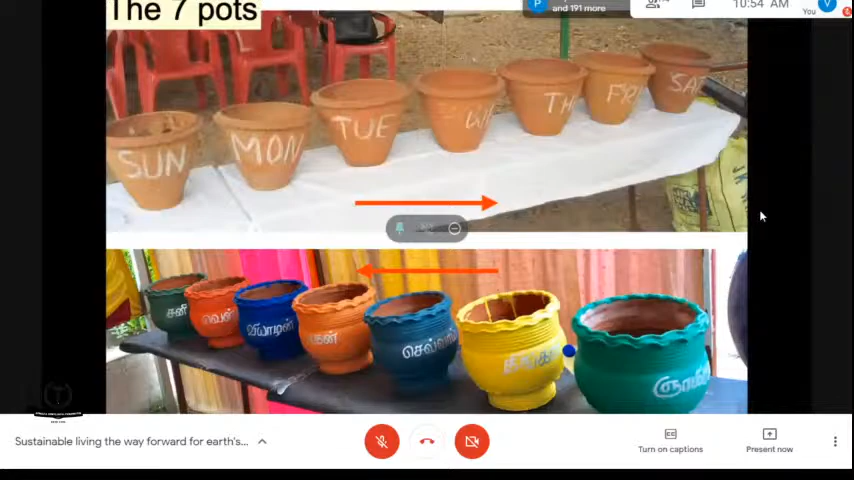 The 7 pots
P
and 191 more
10:54 AM
You
V
SUN
MON
TUE
TH
FRI
SA
சனி
வெள்
வியாழன்
புதன்
செவ்வாய்
திங்கள்
ஞாயிறு
Sustainable living the way forward for earth's...
Turn on captions
Present now